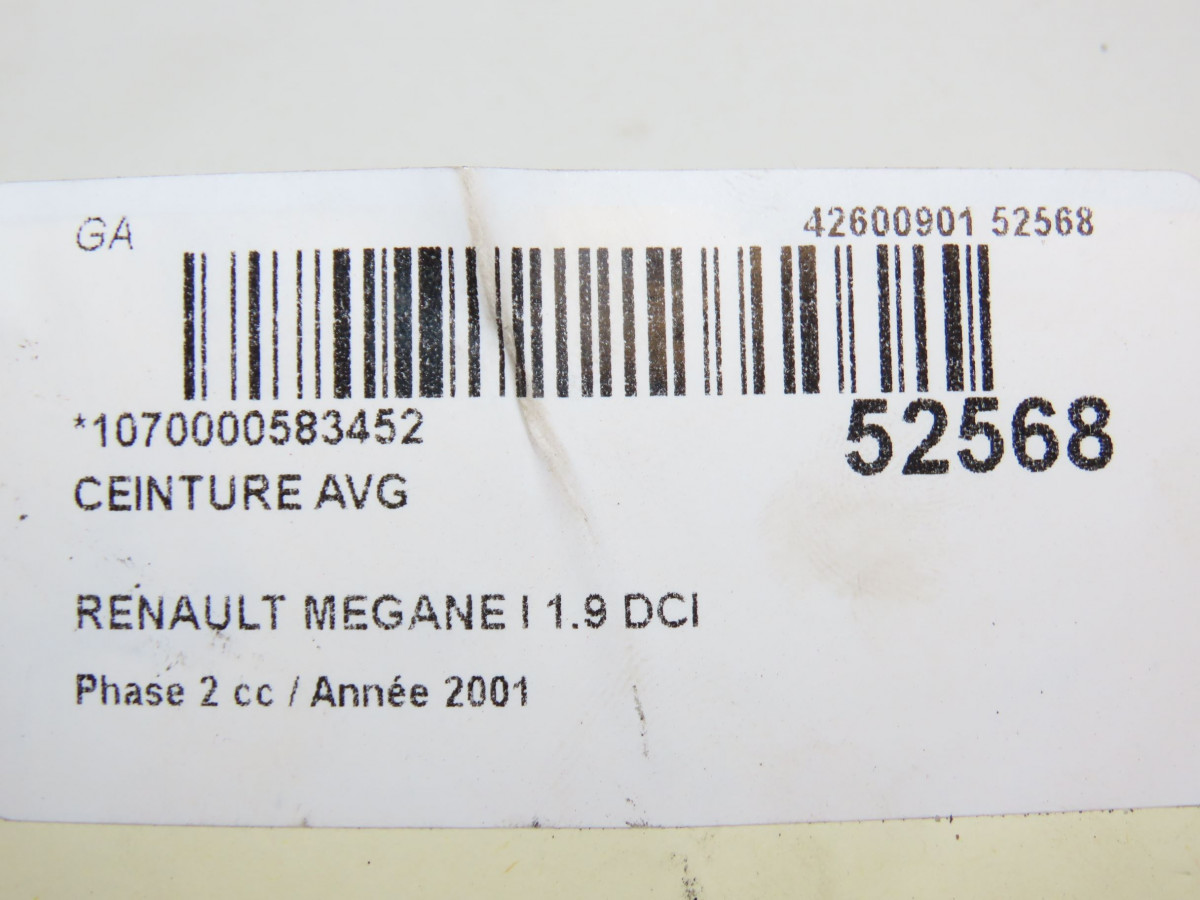 GA
42600901 52568
*1070000583452
52568
CEINTURE AVG
RENAULT MEGANE I 1.9 DCI
Phase 2 cc / Année 2001